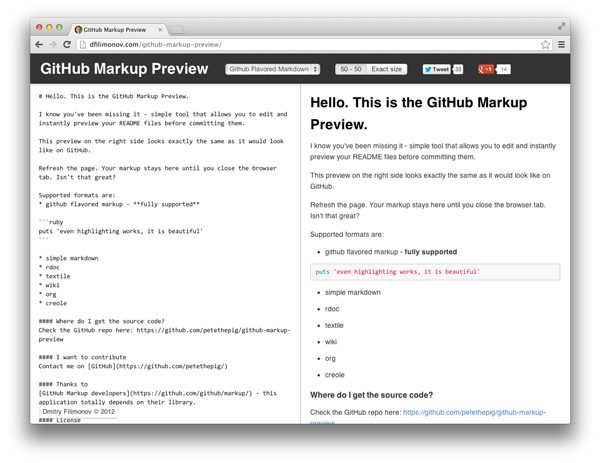 GitHub Markup Preview
dfilimonov.com/github-markup-preview/
GitHub Markup Preview
Github Flavored Markdown
50 - 50
Exact size
Tweet
33
+1
14
# Hello. This is the GitHub Markup Preview.
I know you've been missing it - simple tool that allows you to edit and
instantly preview your README files before committing them.
This preview on the right side looks exactly the same as it would look
like on GitHub.
Refresh the page. Your markup stays here until you close the browser
tab. Isn't that great?
Supported formats are:
* github flavored markup - **fully supported**
```ruby
puts 'even highlighting works, it is beautiful'
```
* simple markdown
* rdoc
* textile
* wiki
* org
* creole
#### Where do I get the source code?
Check the GitHub repo here: https://github.com/petethepig/github-markup-
preview
#### I want to contribute
Contact me on [GitHub](https://github.com/petethepig/)
#### Thanks to
[GitHub Markup developers](https://github.com/github/markup/) - this
application totally depends on their library.
Dmitry Filimonov © 2012
#### License
Hello. This is the GitHub Markup
Preview.
I know you've been missing it - simple tool that allows you to edit and instantly
preview your README files before committing them.
This preview on the right side looks exactly the same as it would look like on
GitHub.
Refresh the page. Your markup stays here until you close the browser tab.
Isn't that great?
Supported formats are:
• github flavored markup - fully supported
puts 'even highlighting works, it is beautiful'
• simple markdown
• rdoc
• textile
• wiki
• org
• creole
Where do I get the source code?
Check the GitHub repo here: https://github.com/petethepig/github-markup-
preview